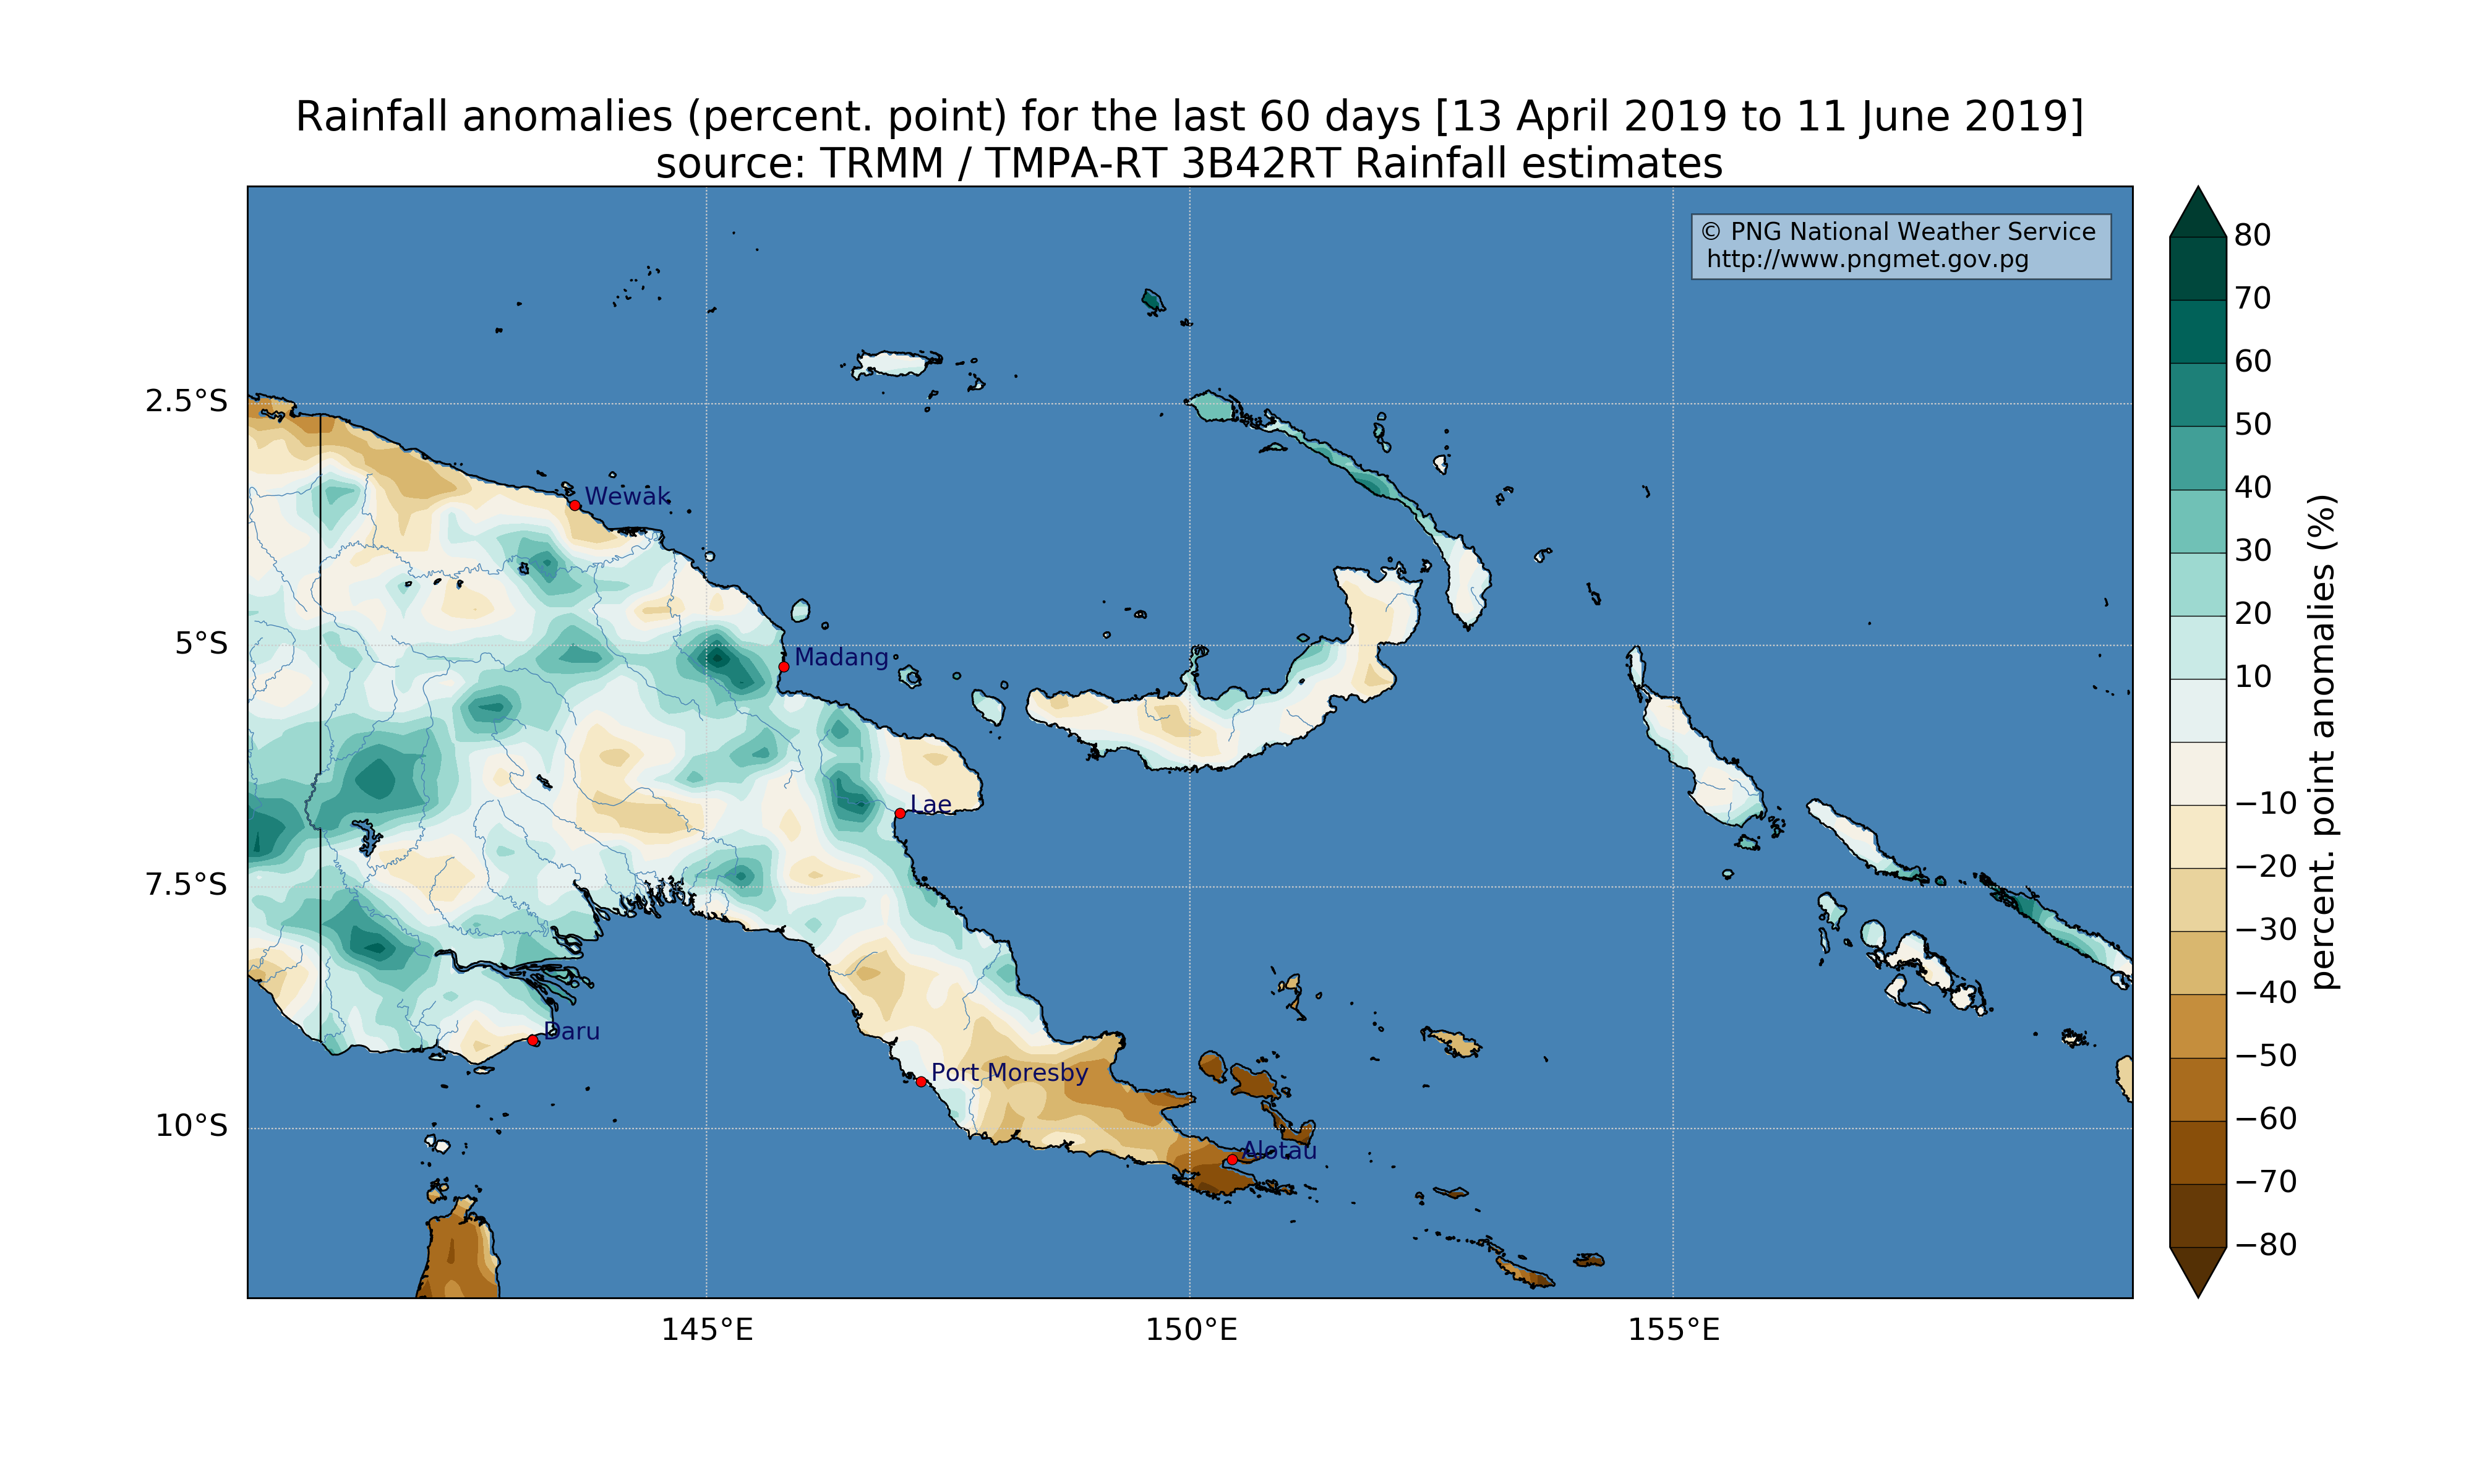 Rainfall anomalies (percent. point) for the last 60 days [13 April 2019 to 11 June 2019]
source: TRMM / TMPA-RT 3B42RT Rainfall estimates
© PNG National Weather Service
http://www.pngmet.gov.pg
2.5°S
5°S
7.5°S
10°S
145°E
150°E
155°E
Wewak
Madang
Lae
Daru
Port Moresby
Alotau
80
70
60
50
40
30
20
10
−10
−20
−30
−40
−50
−60
−70
−80
percent. point anomalies (%)